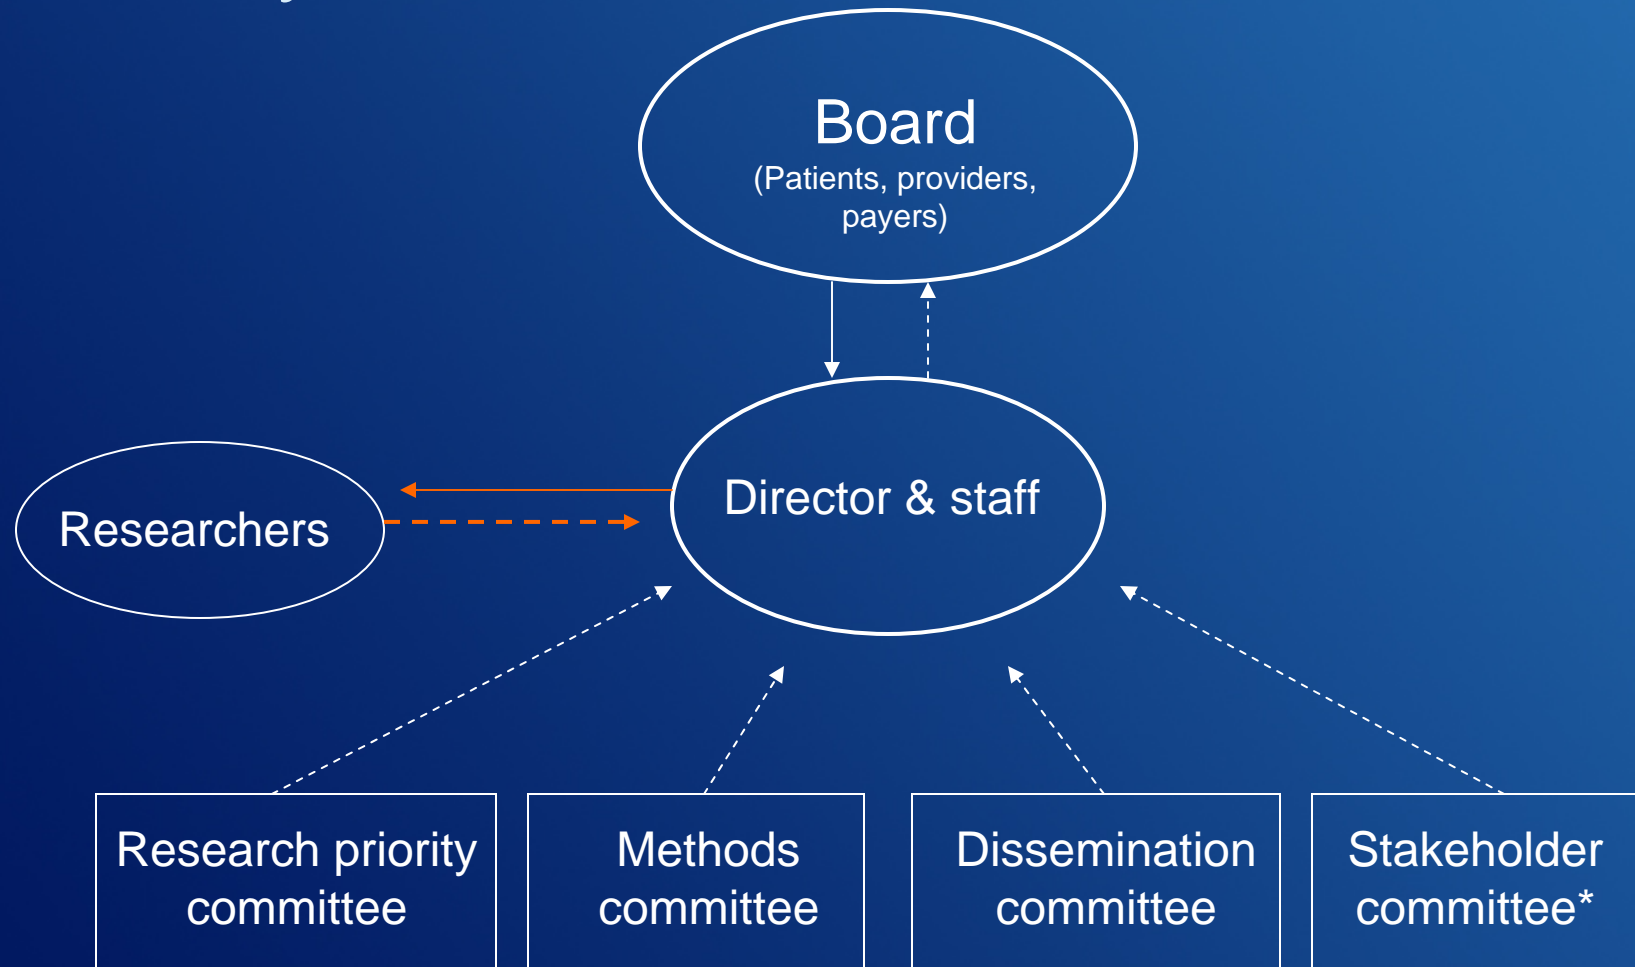 Board
(Patients, providers,
payers)
Director & staff
Researchers
Research priority
committee
Methods
committee
Dissemination
committee
Stakeholder
committee*